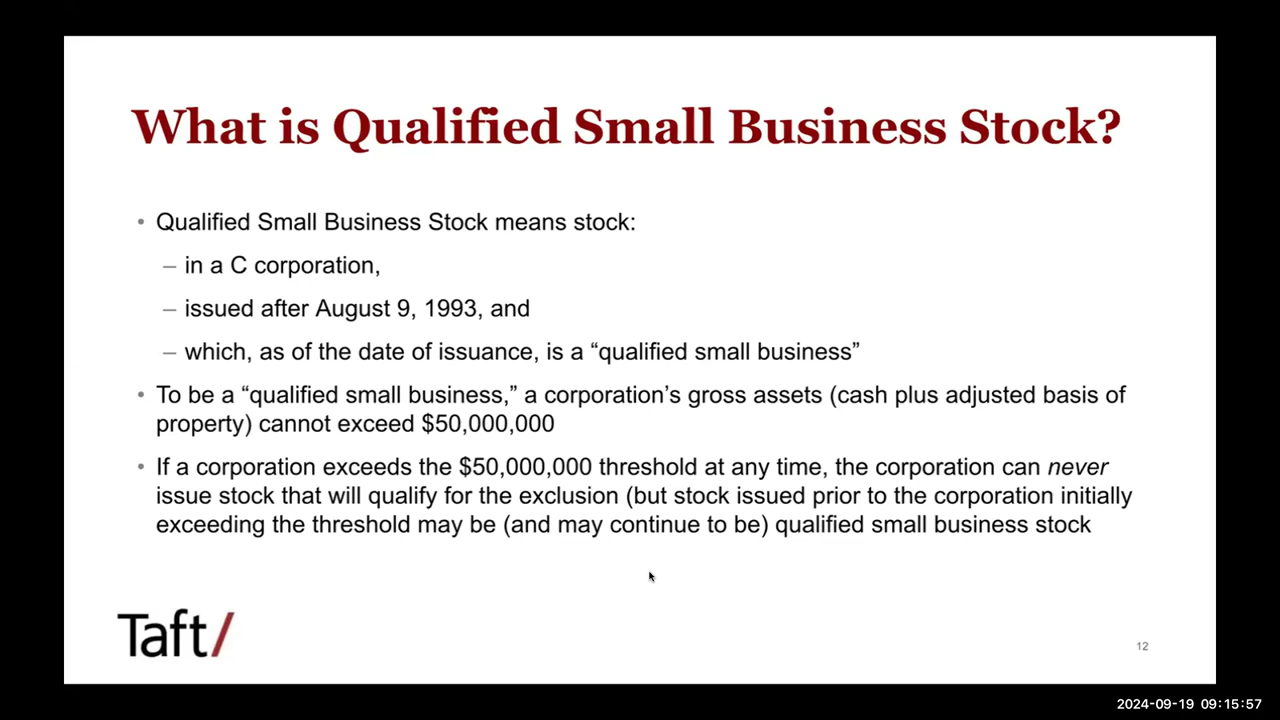 What is Qualified Small Business Stock?
• Qualified Small Business Stock means stock:
– in a C corporation,
– issued after August 9, 1993, and
– which, as of the date of issuance, is a “qualified small business”
• To be a “qualified small business,” a corporation’s gross assets (cash plus adjusted basis of
property) cannot exceed $50,000,000
• If a corporation exceeds the $50,000,000 threshold at any time, the corporation can never
issue stock that will qualify for the exclusion (but stock issued prior to the corporation initially
exceeding the threshold may be (and may continue to be) qualified small business stock
Taft/
12
2024-09-19 09:15:57